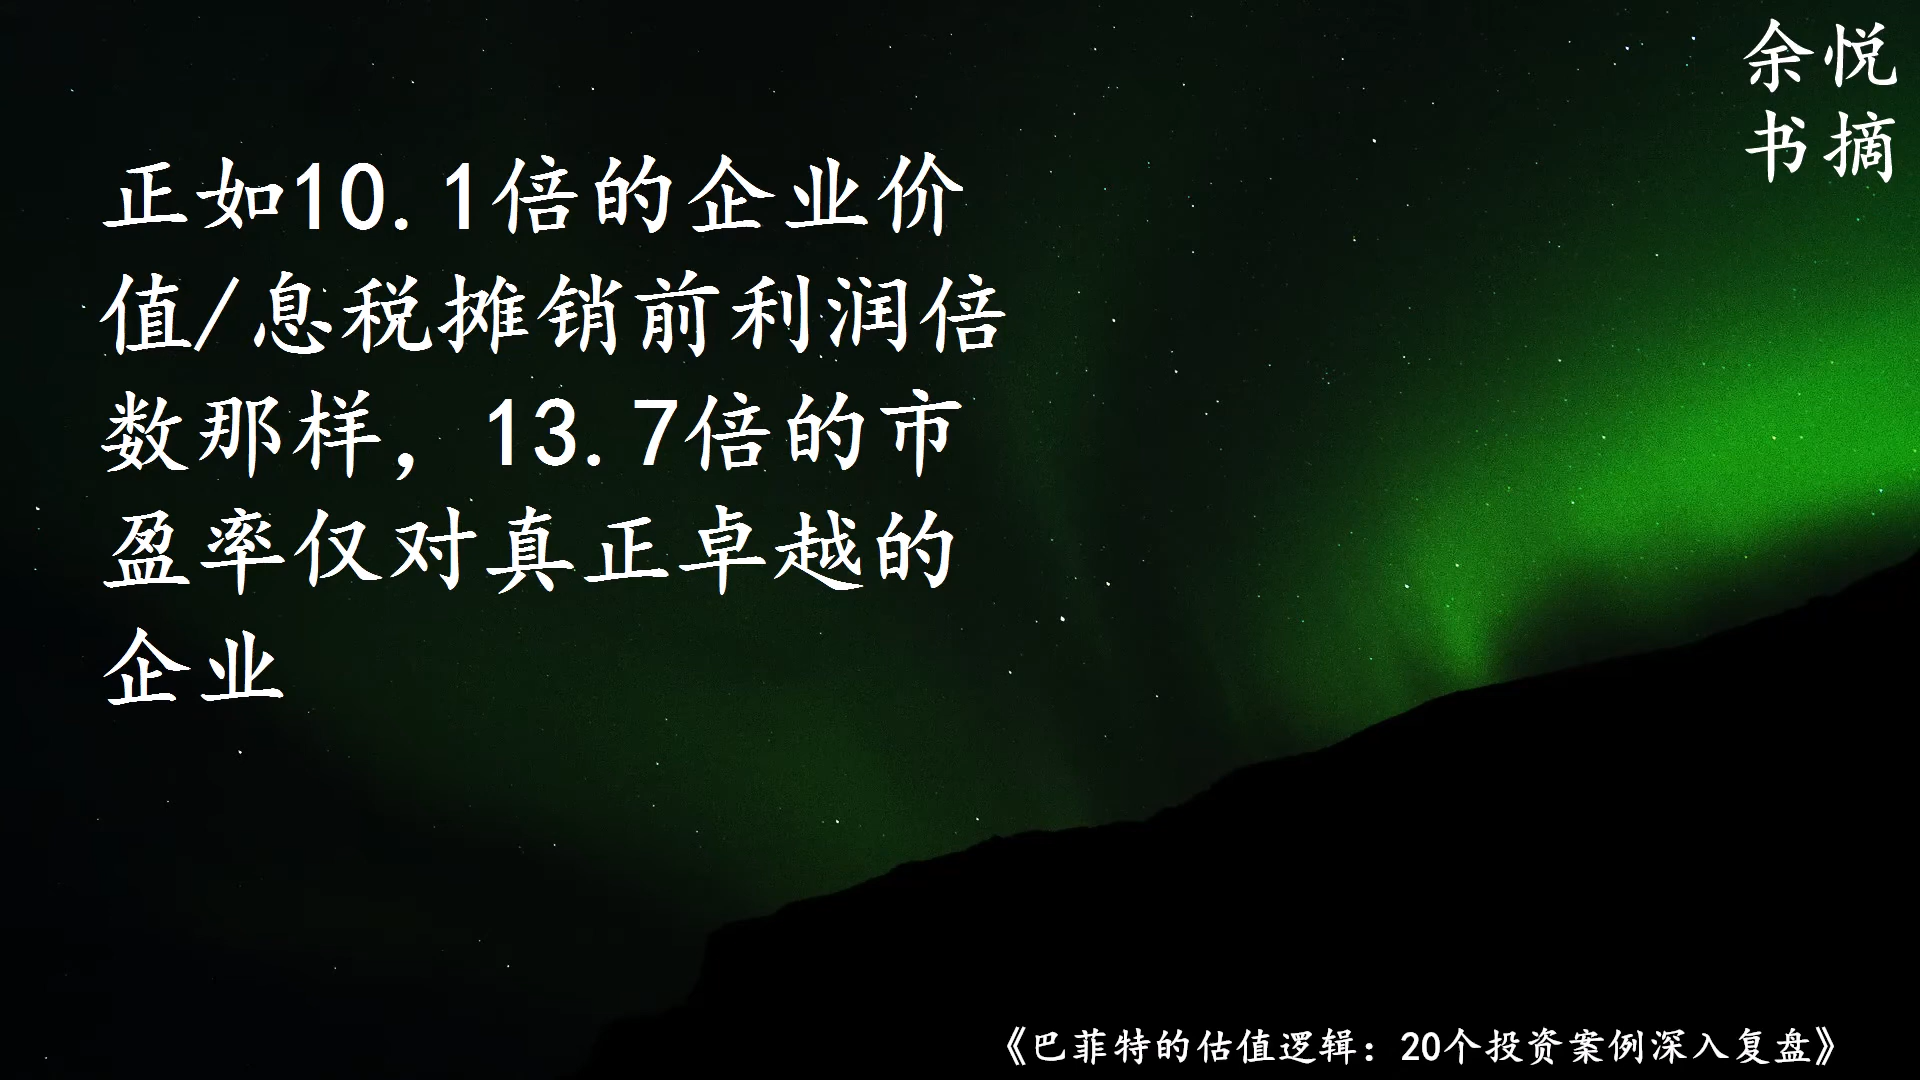 余悦
书摘
正如10.1倍的企业价
值/息税摊销前利润倍
数那样，13.7倍的市
盈率仅对真正卓越的
企业
《巴菲特的估值逻辑：20个投资案例深入复盘》